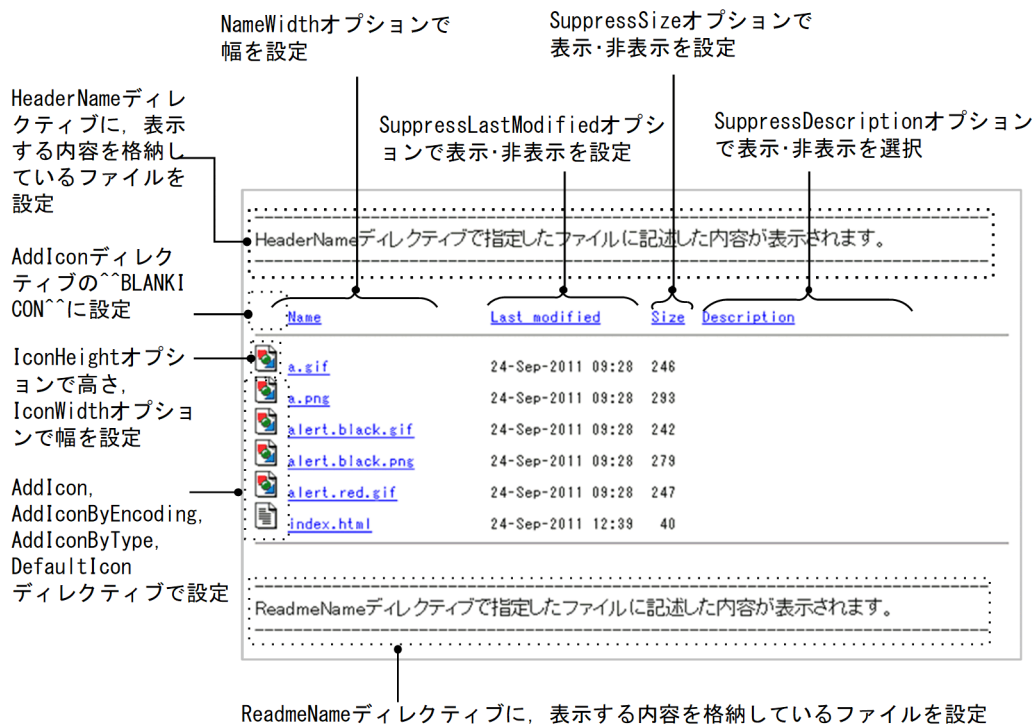 NameWidthオプションで
幅を設定
SuppressSizeオプションで
表示・非表示を設定
HeaderNameディレ
クティブに，表示
する内容を格納し
ているファイルを
設定
SuppressLastModifiedオプシ
ョンで表示・非表示を設定
SuppressDescriptionオプション
で表示・非表示を選択
HeaderNameディレクティブで指定したファイルに記述した内容が表示されます。
AddIconディレク
ティブの^^BLANKI
CON^^に設定
Name Last modified Size Description
IconHeightオプシ
ョンで高さ，
IconWidthオプショ
ンで幅を設定
a.gif 24-Sep-2011 09:28 246
a.png 24-Sep-2011 09:28 293
alert.black.gif 24-Sep-2011 09:28 242
alert.black.png 24-Sep-2011 09:28 279
alert.red.gif 24-Sep-2011 09:28 247
index.html 24-Sep-2011 12:39 40
AddIcon，
AddIconByEncoding，
AddIconByType，
DefaultIcon
ディレクティブで設定
ReadmeNameディレクティブで指定したファイルに記述した内容が表示されます。
ReadmeNameディレクティブに，表示する内容を格納しているファイルを設定